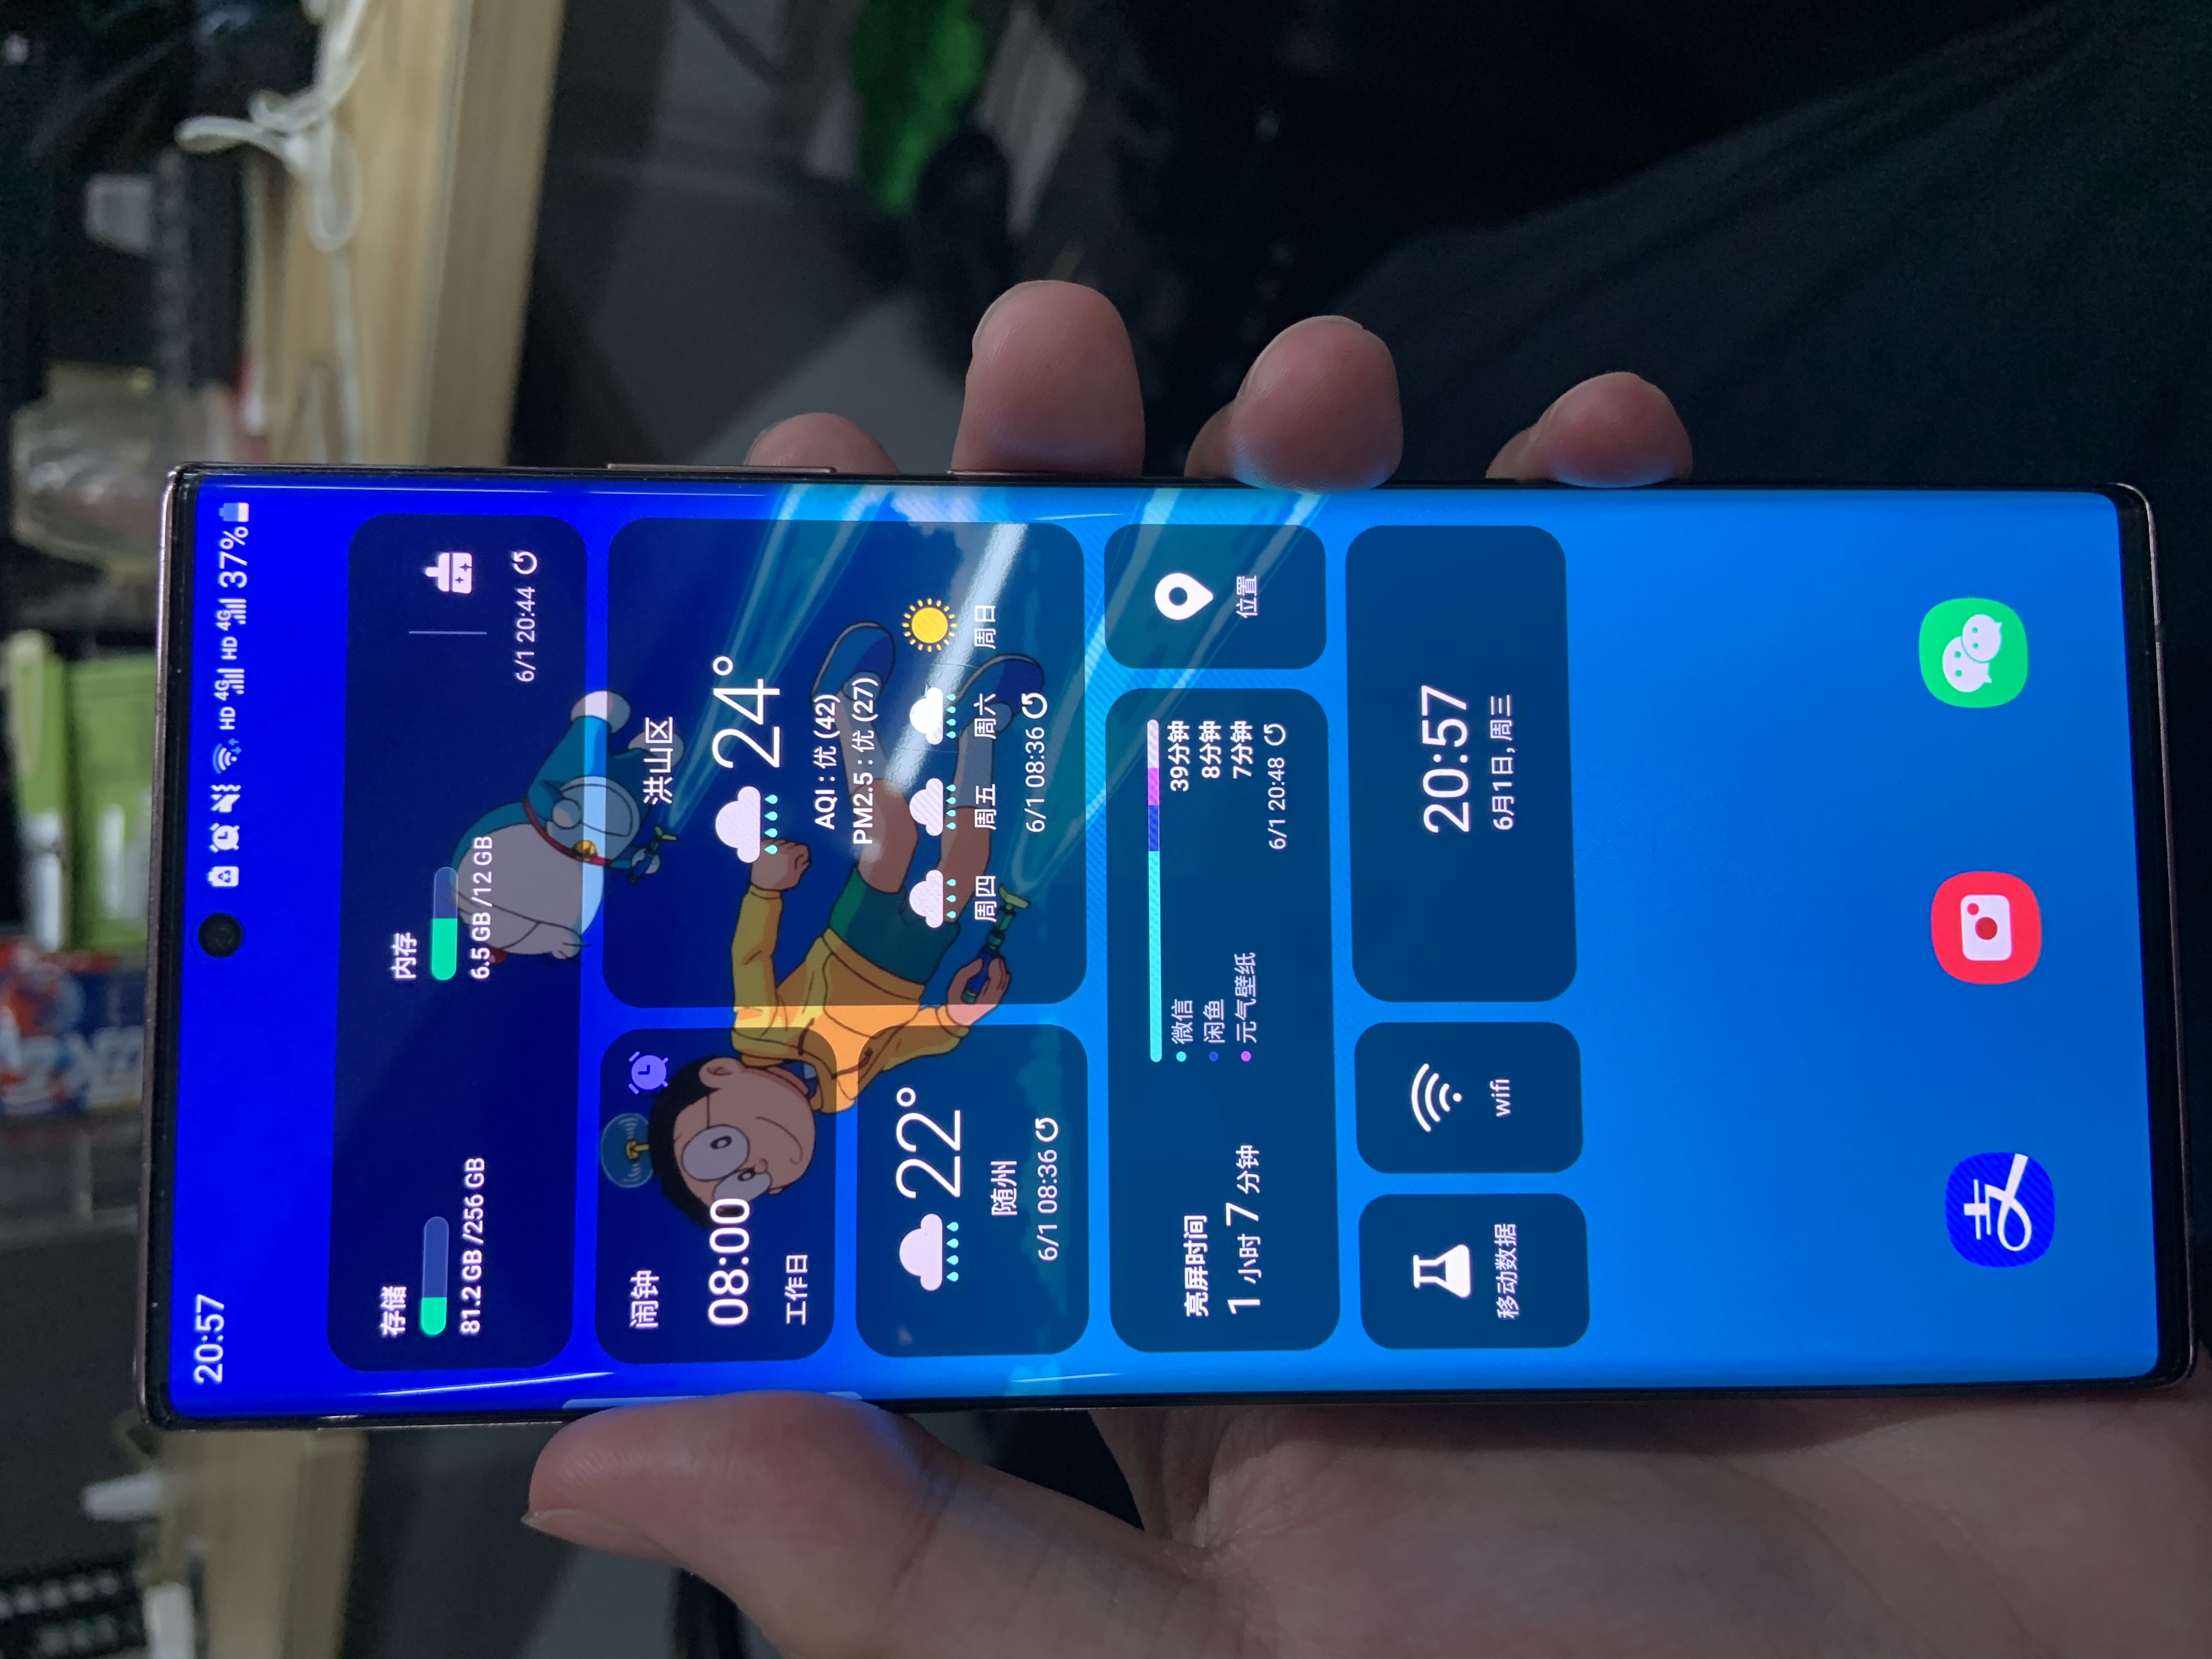 20:57
HD 4G HD 4G 37%
存储
81.2 GB /256 GB
内存
6.5 GB /12 GB
6/1 20:44
闹钟
08:00
工作日
洪山区
24°
AQI : 优 (42)
PM2.5 : 优 (27)
周四 周五 周六 周日
6/1 08:36
22°
随州
6/1 08:36
亮屏时间
1 小时 7 分钟
微信 39分钟
闲鱼 8分钟
元气壁纸 7分钟
6/1 20:48
位置
移动数据
wifi
20:57
6月1日, 周三
支